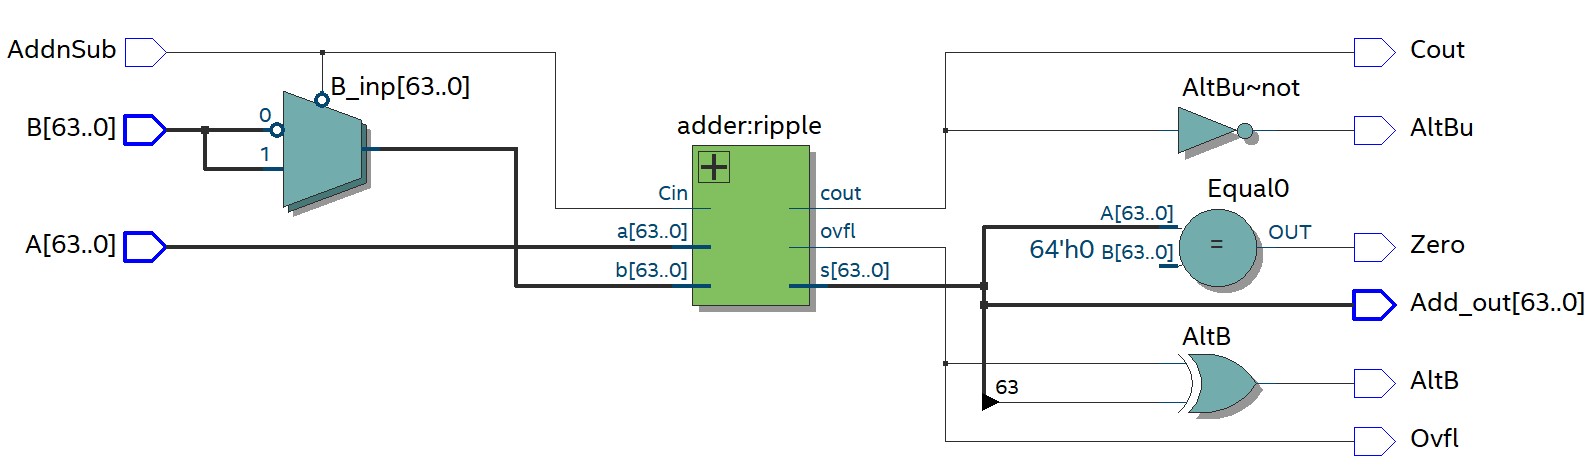 AddnSub
B_inp[63..0]
0
B[63..0]
1
A[63..0]
adder:ripple
Cin
cout
a[63..0]
ovfl
b[63..0]
s[63..0]
Cout
AltBu~not
AltBu
Equal0
A[63..0]
=
OUT
Zero
64'h0 B[63..0]
Add_out[63..0]
AltB
63
AltB
Ovfl